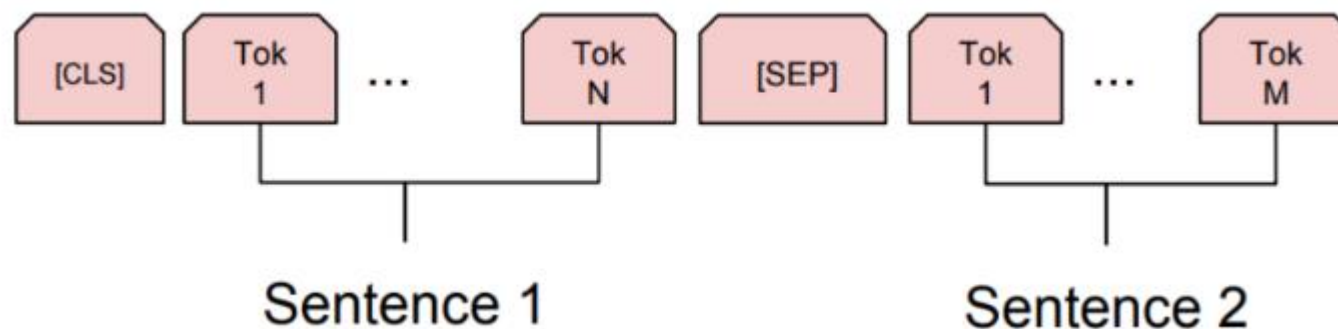 [CLS] Tok 1 ... Tok N [SEP] Tok 1 ... Tok M
Sentence 1 Sentence 2